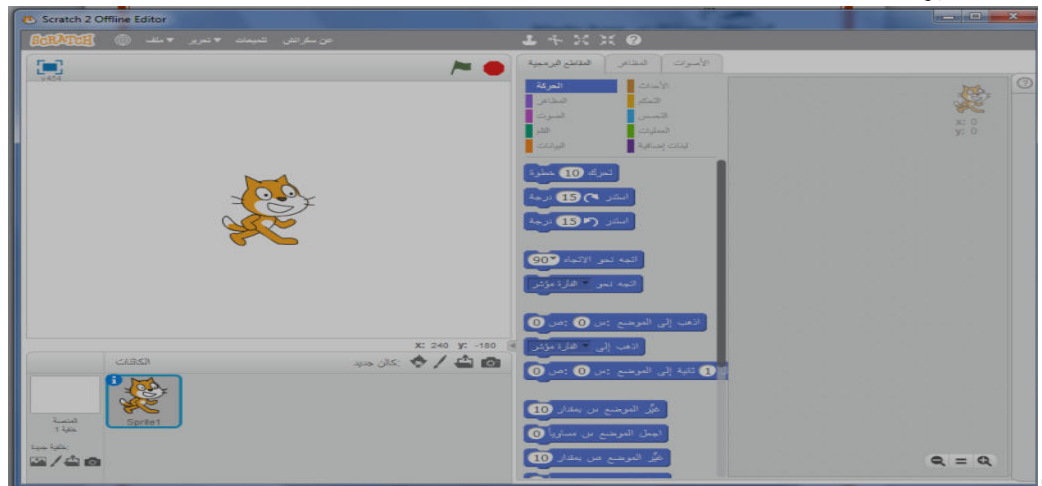 Scratch 2 Offline Editor
SCRATCH ملف تحرير تلميحات عن سكراتش
v454
المقاطع البرمجية المظاهر الأصوات
الحركة الأحداث
المظاهر التحكم
الصوت التحسس
القلم العمليات
البيانات لبنات إضافية
x: 0
y: 0
تحرك 10 خطوة
استدر 15 درجة
استدر 15 درجة
اتجه نحو الاتجاه 90
اتجه نحو الفأرة مؤشر
اذهب إلى الموضع :س 0 :ص 0
اذهب إلى الفأرة مؤشر
1 ثانية إلى الموضع :س 0 :ص 0
غيِّر الموضع س بمقدار 10
اجعل الموضع س مساوياً 0
غيِّر الموضع ص بمقدار 10
X: 240 y: -180
الكائنات كائن جديد:
Sprite1
المنصة
خلفية 1
خلفية جديدة: